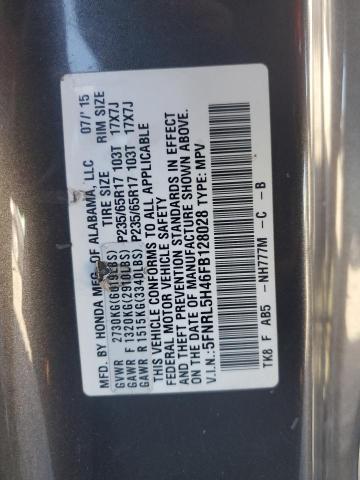 MFG. BY HONDA MFG. OF ALABAMA, LLC 07/'15
TIRE SIZE RIM SIZE
GVWR 2730KG(6019LBS)
GAWR F 1320KG(2910LBS) P235/65R17 103T 17X7J
GAWR R 1515KG(3340LBS) P235/65R17 103T 17X7J
THIS VEHICLE CONFORMS TO ALL APPLICABLE
FEDERAL MOTOR VEHICLE SAFETY AND
THEFT PREVENTION STANDARDS IN EFFECT
ON THE DATE OF MANUFACTURE SHOWN ABOVE.
V.I.N.: 5FNRL5H46FB128028 TYPE: MPV
TK8 F AB5 -NH777M -C -B